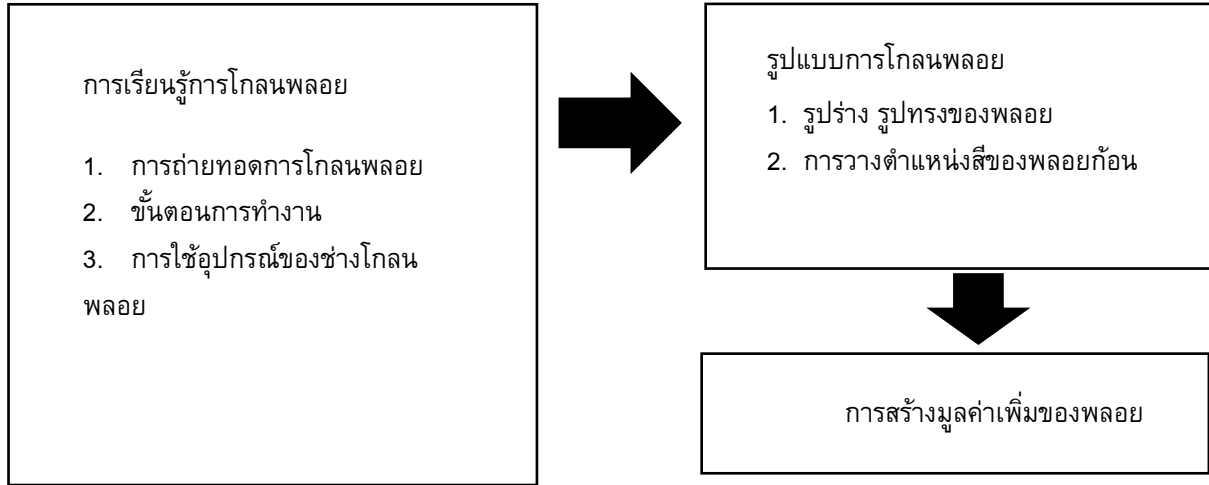 การเรียนรู้การโกลนพลอย
1. การถ่ายทอดการโกลนพลอย
2. ขั้นตอนการทำงาน
3. การใช้อุปกรณ์ของช่างโกลน
พลอย
รูปแบบการโกลนพลอย
1. รูปร่าง รูปทรงของพลอย
2. การวางตำแหน่งสีของพลอยก้อน
การสร้างมูลค่าเพิ่มของพลอย